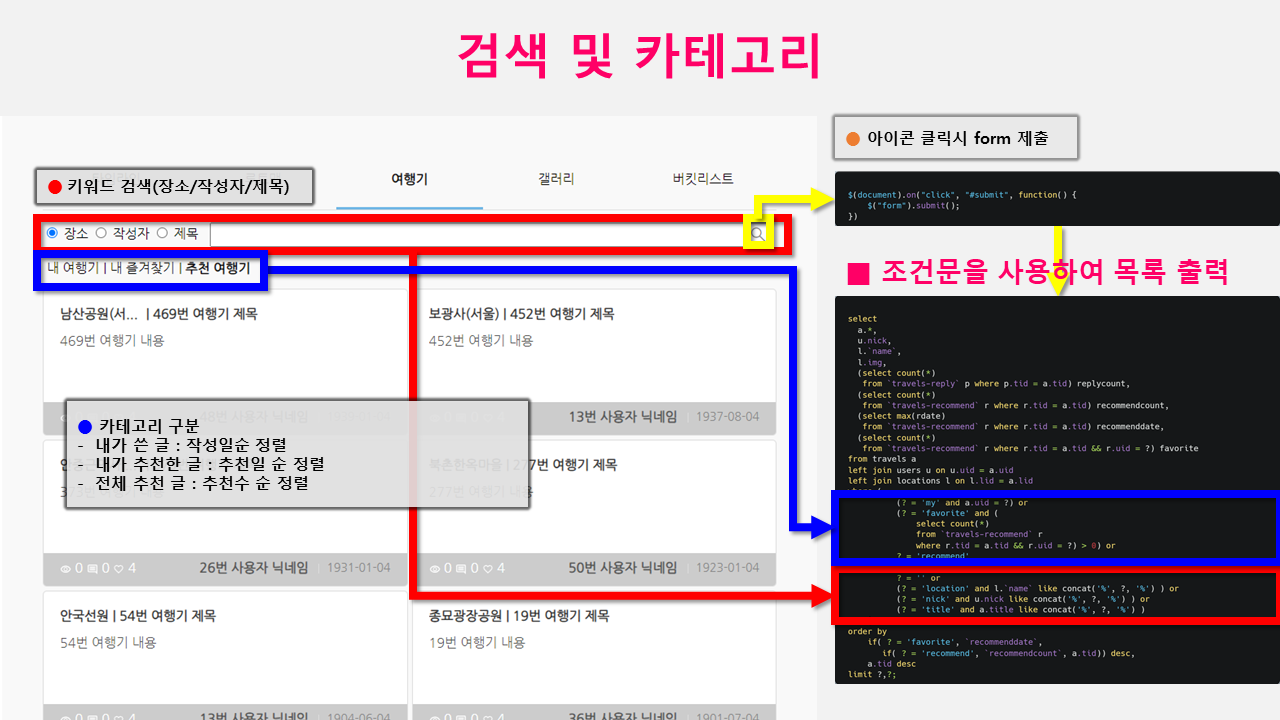 검색 및 카테고리
● 아이콘 클릭시 form 제출
● 키워드 검색(장소/작성자/제목)
여행기
갤러리
버킷리스트
장소 작성자 제목
내 여행기 | 내 즐겨찾기 | 추천 여행기
남산공원(서... | 469번 여행기 제목
469번 여행기 내용
보광사(서울) | 452번 여행기 제목
452번 여행기 내용
13번 사용자 닉네임 | 1937-08-04
● 카테고리 구분
- 내가 쓴 글 : 작성일순 정렬
- 내가 추천한 글 : 추천일 순 정렬
- 전체 추천 글 : 추천수 순 정렬
북촌한옥마을 | 277번 여행기 제목
277번 여행기 내용
0 0 4 26번 사용자 닉네임 | 1931-01-04
0 0 4 50번 사용자 닉네임 | 1923-01-04
안국선원 | 54번 여행기 제목
54번 여행기 내용
종묘광장공원 | 19번 여행기 제목
19번 여행기 내용
0 0 4 13번 사용자 닉네임 | 1904-06-04
0 0 4 36번 사용자 닉네임 | 1901-07-04
$(document).on("click", "#submit", function() {
$("form").submit();
})
■ 조건문을 사용하여 목록 출력
select
a.*,
u.nick,
l.`name`,
l.img,
(select count(*)
from `travels-reply` p where p.tid = a.tid) replycount,
(select count(*)
from `travels-recommend` r where r.tid = a.tid) recommendcount,
(select max(rdate)
from `travels-recommend` r where r.tid = a.tid) recommenddate,
(select count(*)
from `travels-recommend` r where r.tid = a.tid && r.uid = ?) favorite
from travels a
left join users u on u.uid = a.uid
left join locations l on l.lid = a.lid
(? = 'my' and a.uid = ?) or
(? = 'favorite' and (
select count(*)
from `travels-recommend` r
where r.tid = a.tid && r.uid = ?) > 0) or
? = 'recommend'
? = '' or
(? = 'location' and l.`name` like concat('%', ?, '%') ) or
(? = 'nick' and u.nick like concat('%', ?, '%') ) or
(? = 'title' and a.title like concat('%', ?, '%') )
order by
if( ? = 'favorite', `recommenddate`,
if( ? = 'recommend', `recommendcount`, a.tid)) desc,
a.tid desc
limit ?,?;